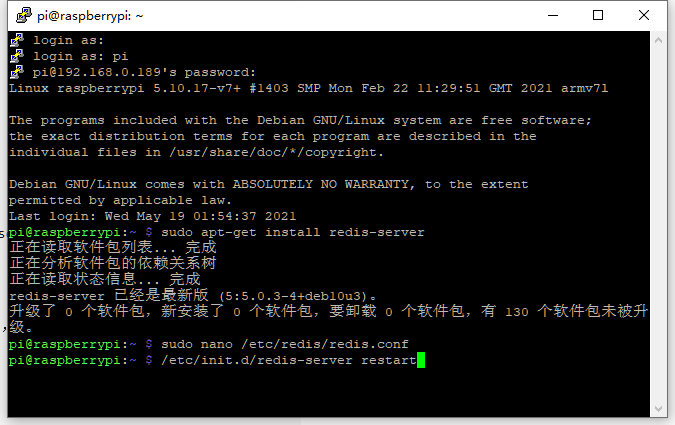 pi@raspberrypi: ~
login as:
login as: pi
pi@192.168.0.189's password:
Linux raspberrypi 5.10.17-v7+ #1403 SMP Mon Feb 22 11:29:51 GMT 2021 armv7l
The programs included with the Debian GNU/Linux system are free software;
the exact distribution terms for each program are described in the
individual files in /usr/share/doc/*/copyright.
Debian GNU/Linux comes with ABSOLUTELY NO WARRANTY, to the extent
permitted by applicable law.
Last login: Wed May 19 01:54:37 2021
pi@raspberrypi:~ $ sudo apt-get install redis-server
正在读取软件包列表... 完成
正在分析软件包的依赖关系树
正在读取状态信息... 完成
redis-server 已经是最新版 (5:5.0.3-4+deb10u3)。
升级了 0 个软件包，新安装了 0 个软件包，要卸载 0 个软件包，有 130 个软件包未被升
级。
pi@raspberrypi:~ $ sudo nano /etc/redis/redis.conf
pi@raspberrypi:~ $ /etc/init.d/redis-server restart